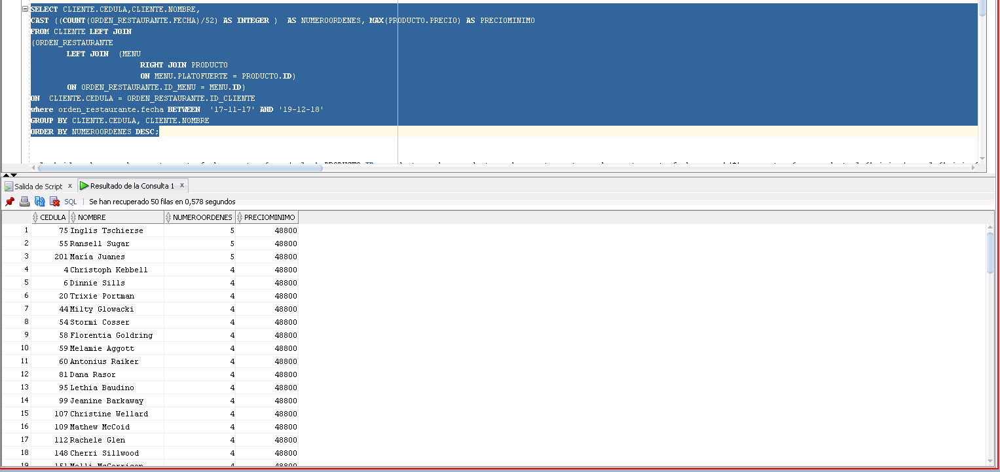 SELECT CLIENTE.CEDULA,CLIENTE.NOMBRE,
CAST ((COUNT(ORDEN_RESTAURANTE.FECHA)/52) AS INTEGER )  AS NUMEROORDENES, MAX(PRODUCTO.PRECIO) AS PRECIOMINIMO
FROM CLIENTE LEFT JOIN
(ORDEN_RESTAURANTE
LEFT JOIN  (MENU
RIGHT JOIN PRODUCTO
ON MENU.PLATOFUERTE = PRODUCTO.ID)
ON ORDEN_RESTAURANTE.ID_MENU = MENU.ID)
ON  CLIENTE.CEDULA = ORDEN_RESTAURANTE.ID_CLIENTE
where orden_restaurante.fecha BETWEEN  '17-11-17' AND '19-12-18'
GROUP BY CLIENTE.CEDULA, CLIENTE.NOMBRE
ORDER BY NUMEROORDENES DESC;
Salida de Script x Resultado de la Consulta 1 x
SQL | Se han recuperado 50 filas en 0,578 segundos
CEDULA NOMBRE NUMEROORDENES PRECIOMINIMO
1 75 Inglis Tschierse 5 48800
2 55 Ransell Sugar 5 48800
3 201 María Juanes 5 48800
4 4 Christoph Kebbell 4 48800
5 6 Dinnie Sills 4 48800
6 20 Trixie Portman 4 48800
7 44 Milty Glowacki 4 48800
8 54 Stormi Cosser 4 48800
9 58 Florentia Goldring 4 48800
10 59 Melamie Aggott 4 48800
11 60 Antonius Raiker 4 48800
12 81 Dana Rasor 4 48800
13 95 Lethia Baudino 4 48800
14 99 Jeanine Barkaway 4 48800
15 107 Christine Wellard 4 48800
16 109 Mathew McCoid 4 48800
17 112 Rachele Glen 4 48800
18 148 Cherri Sillwood 4 48800
19 151 4 48800